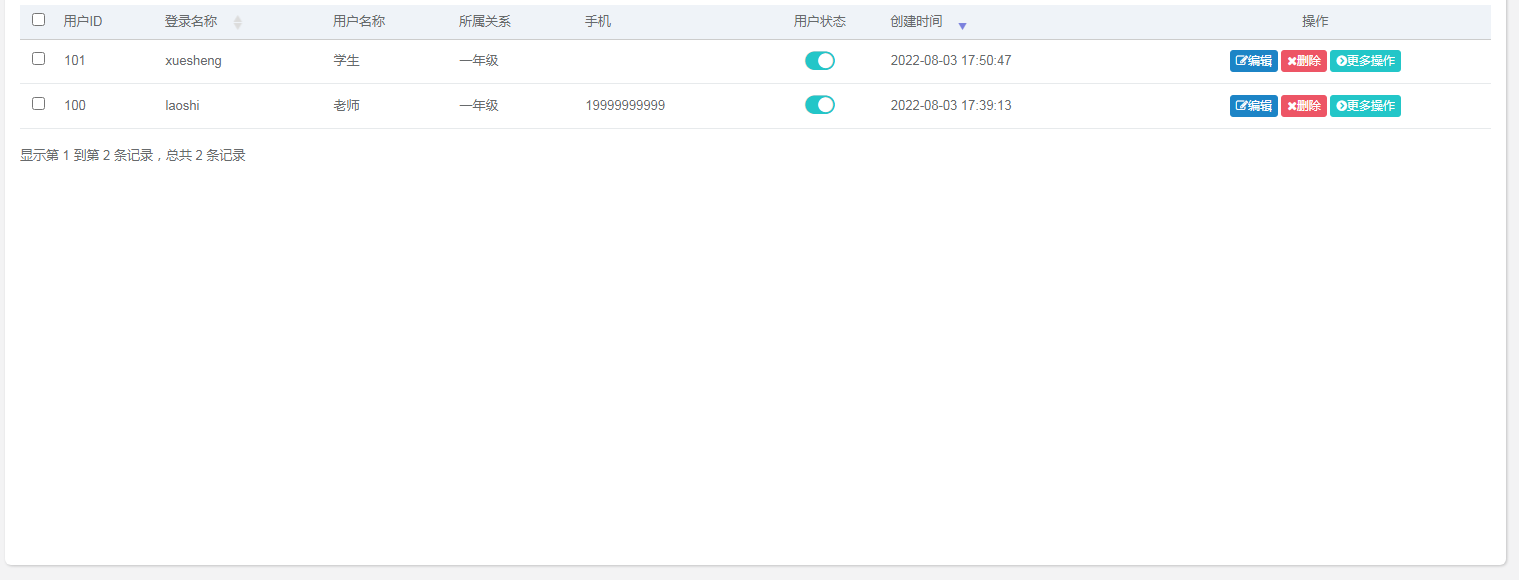 用户ID 登录名称 用户名称 所属关系 手机 用户状态 创建时间 操作
101 xuesheng 学生 一年级 2022-08-03 17:50:47 编辑 删除 更多操作
100 laoshi 老师 一年级 19999999999 2022-08-03 17:39:13 编辑 删除 更多操作
显示第 1 到第 2 条记录，总共 2 条记录